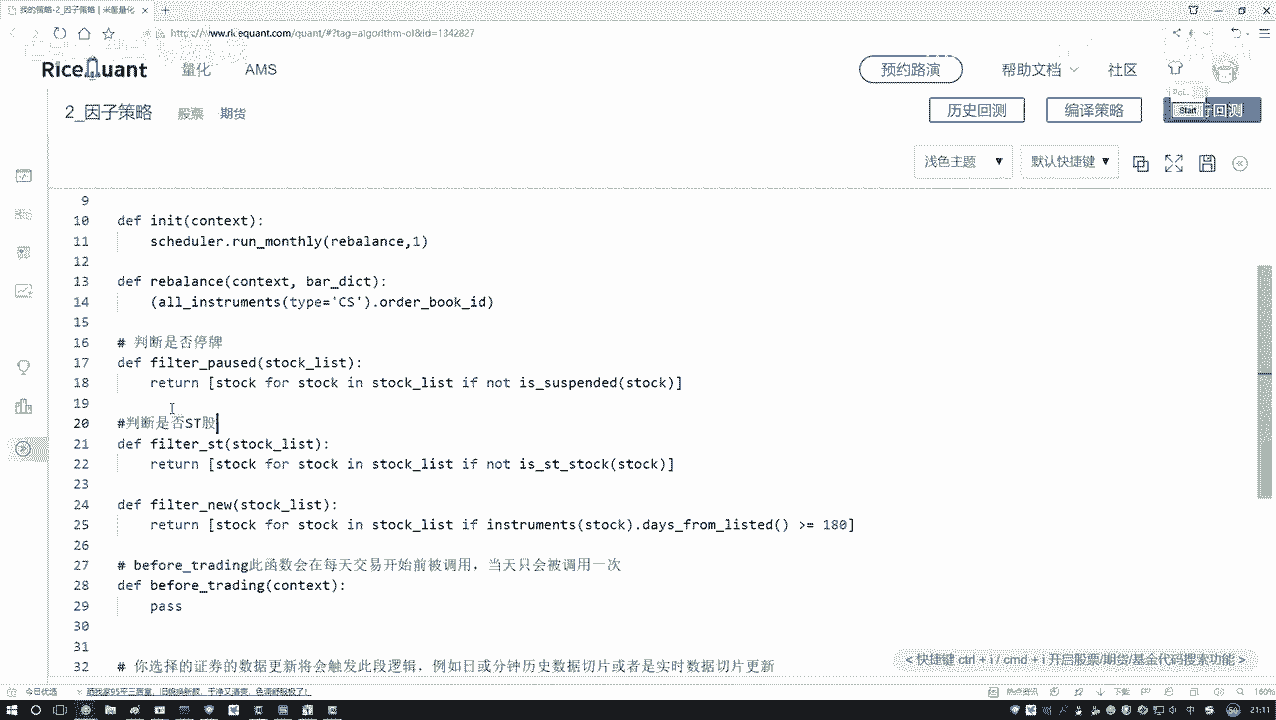 我的策略-2_因子策略 | 米筐量化
https://www.ricequant.com/quant/#?tag=algorithm-ol&id=1342827
RiceQuant 量化 AMS 预约路演 帮助文档 社区
2_因子策略 股票 期货 历史回测 编译策略 回测
Start
浅色主题 ▼ 默认快捷键 ▼
9
10 def init(context):
11 scheduler.run_monthly(rebalance,1)
12
13 def rebalance(context, bar_dict):
14 (all_instruments(type='CS').order_book_id)
15
16 # 判断是否停牌
17 def filter_paused(stock_list):
18 return [stock for stock in stock_list if not is_suspended(stock)]
19
20 #判断是否ST股
21 def filter_st(stock_list):
22 return [stock for stock in stock_list if not is_st_stock(stock)]
23
24 def filter_new(stock_list):
25 return [stock for stock in stock_list if instruments(stock).days_from_listed() >= 180]
26
27 # before_trading此函数会在每天交易开始前被调用，当天只会被调用一次
28 def before_trading(context):
29 pass
30
31
32 # 你选择的证券的数据更新将会触发此段逻辑，例如日或分钟历史数据切片或者是实时数据切片更新
< 快捷键 ctrl + i / cmd + i 开启股票/期货/基金代码搜索功能 >
今日优选
热点资讯 下载 160%
中 21:11